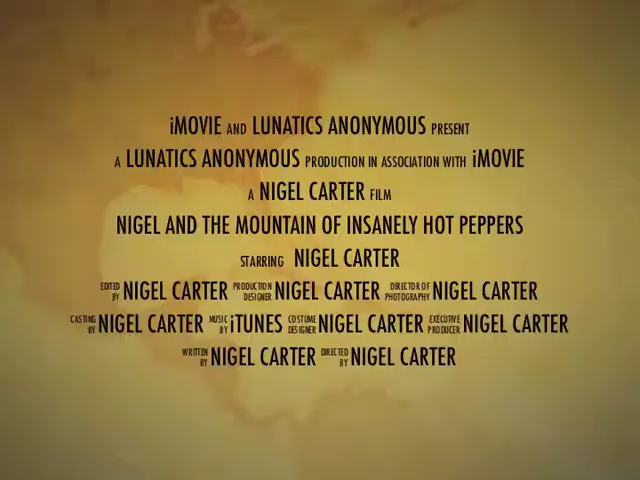 iMOVIE AND LUNATICS ANONYMOUS PRESENT
A LUNATICS ANONYMOUS PRODUCTION IN ASSOCIATION WITH iMOVIE
A NIGEL CARTER FILM
NIGEL AND THE MOUNTAIN OF INSANELY HOT PEPPERS
STARRING NIGEL CARTER
EDITED BY NIGEL CARTER PRODUCTION DESIGNER NIGEL CARTER DIRECTOR OF PHOTOGRAPHY NIGEL CARTER
CASTING BY NIGEL CARTER MUSIC BY iTUNES COSTUME DESIGNER NIGEL CARTER EXECUTIVE PRODUCER NIGEL CARTER
WRITTEN BY NIGEL CARTER DIRECTED BY NIGEL CARTER